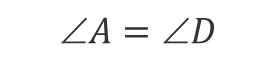 ∠A = ∠D